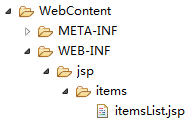 WebContent
META-INF
WEB-INF
jsp
items
itemsList.jsp